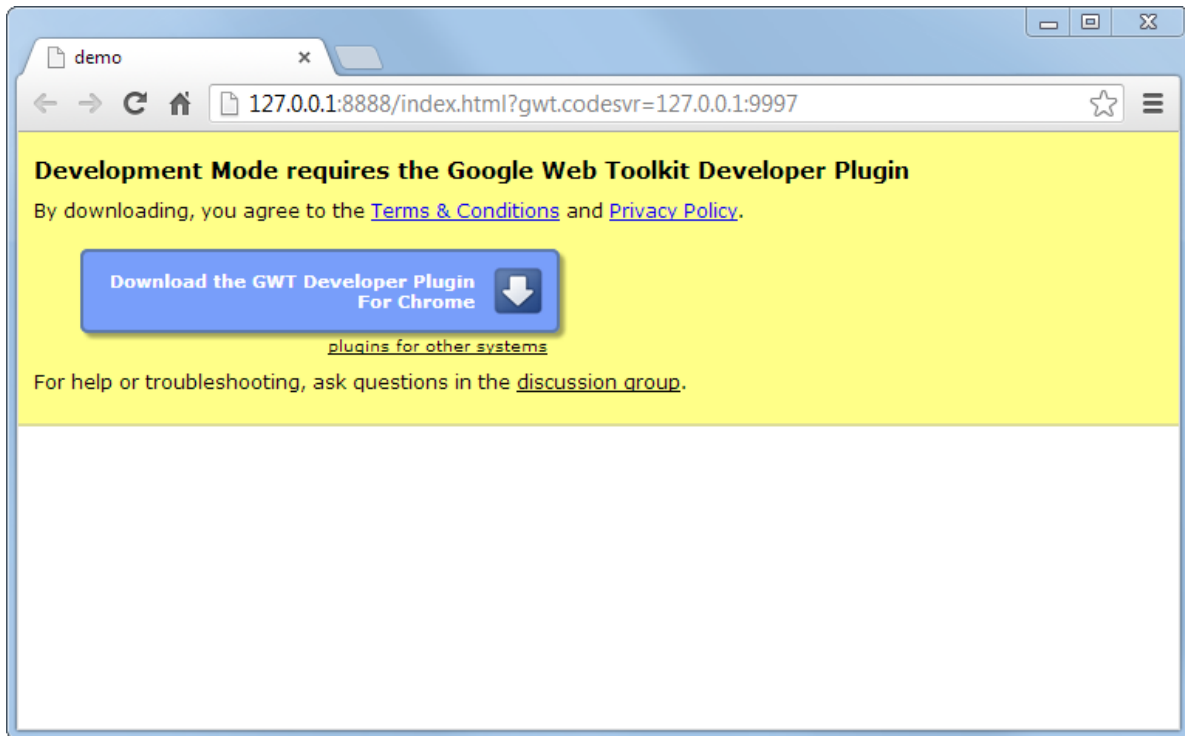 demo
127.0.0.1:8888/index.html?gwt.codesvr=127.0.0.1:9997
Development Mode requires the Google Web Toolkit Developer Plugin
By downloading, you agree to the Terms & Conditions and Privacy Policy.
Download the GWT Developer Plugin
For Chrome
plugins for other systems
For help or troubleshooting, ask questions in the discussion group.